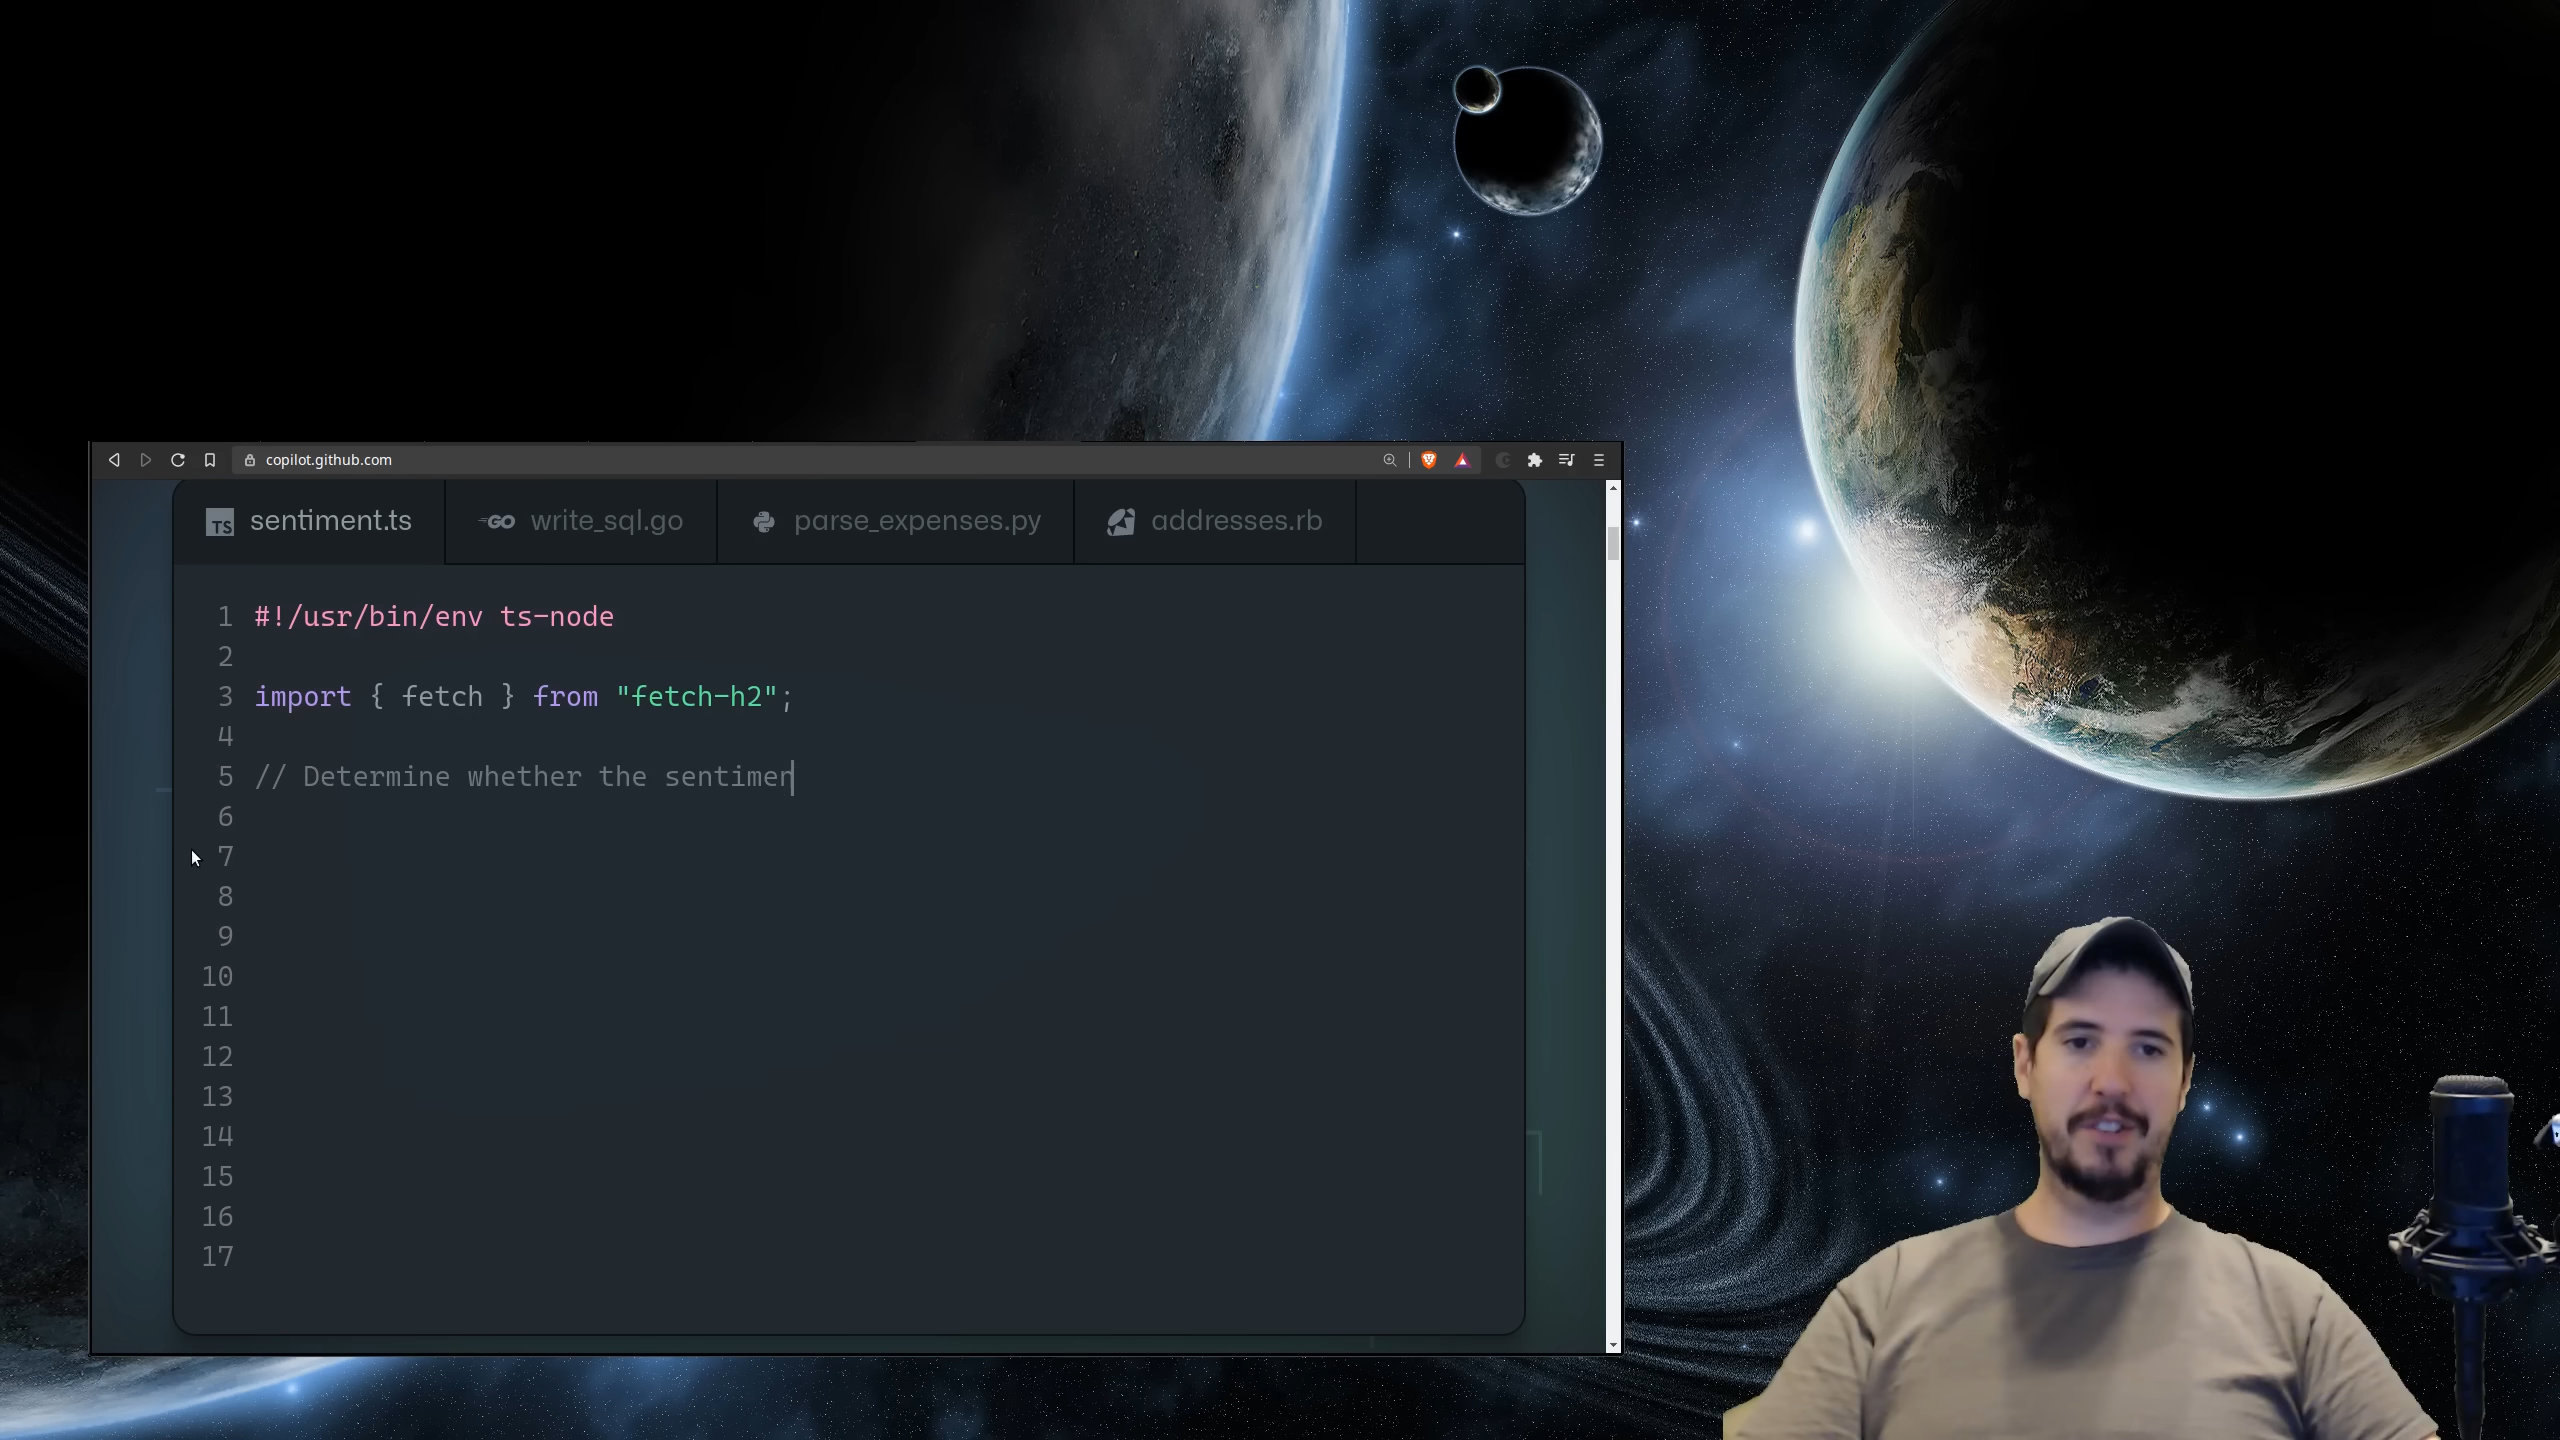 copilot.github.com
TS sentiment.ts
GO write_sql.go
parse_expenses.py
addresses.rb
1 #!/usr/bin/env ts-node
2
3 import { fetch } from "fetch-h2";
4
5 // Determine whether the sentimen
6
7
8
9
10
11
12
13
14
15
16
17